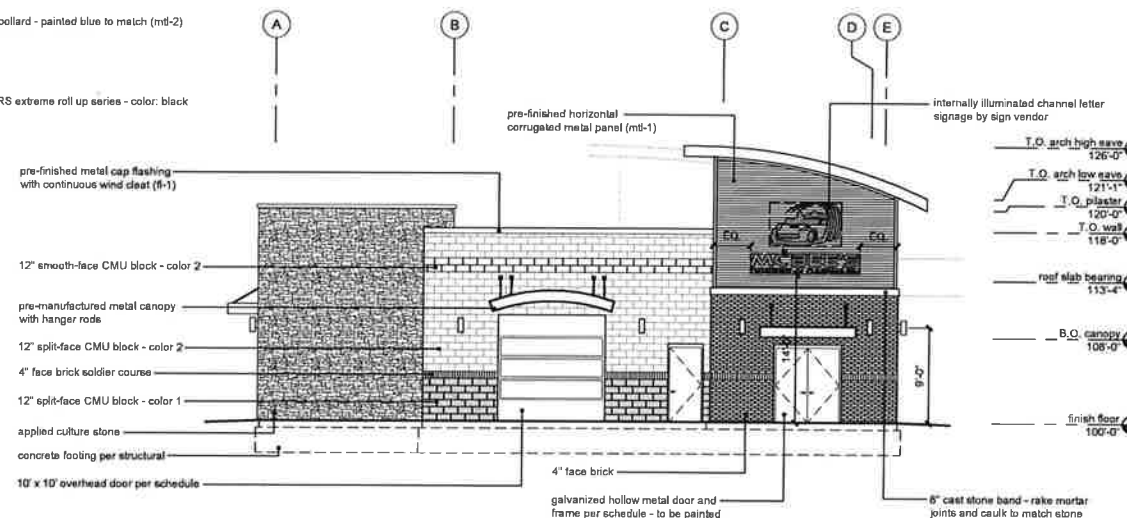 bollard - painted blue to match (mtl-2)
RS extreme roll up series - color: black
A
B
C
D
E
pre-finished horizontal
corrugated metal panel (mtl-1)
internally illuminated channel letter
signage by sign vendor
pre-finished metal cap flashing
with continuous wind cleat (fl-1)
T.O. arch high eave
126'-0"
T.O. arch low eave
121'-1"
T.O. pilaster
120'-0"
T.O. wall
118'-0"
EQ.
EQ.
12" smooth-face CMU block - color 2
roof slab bearing
113'-4"
pre-manufactured metal canopy
with hanger rods
12" split-face CMU block - color 2
B.O. canopy
108'-0"
14'-0"
9'-0"
4" face brick soldier course
12" split-face CMU block - color 1
applied culture stone
finish floor
100'-0"
concrete footing per structural
10' x 10' overhead door per schedule
4" face brick
galvanized hollow metal door and
frame per schedule - to be painted
8" cast stone band - rake mortar
joints and caulk to match stone